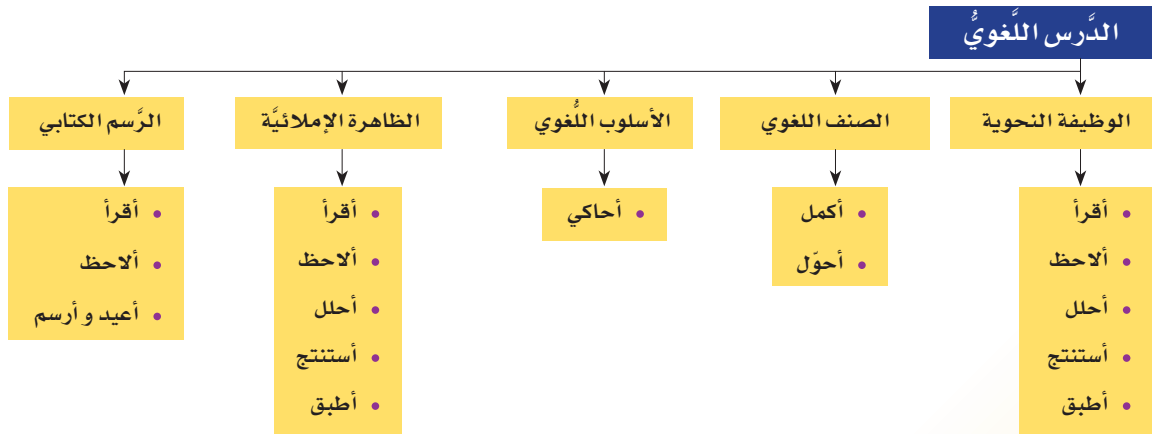 الدَّرس اللَّغويُّ
الوظيفة النحوية
الصنف اللغوي
الأسلوب اللُّغوي
الظاهرة الإملائيَّة
الرَّسم الكتابي
• أقرأ
• ألاحظ
• أحلل
• أستنتج
• أطبق
• أكمل
• أحوّل
• أحاكي
• أقرأ
• ألاحظ
• أحلل
• أستنتج
• أطبق
• أقرأ
• ألاحظ
• أعيد و أرسم